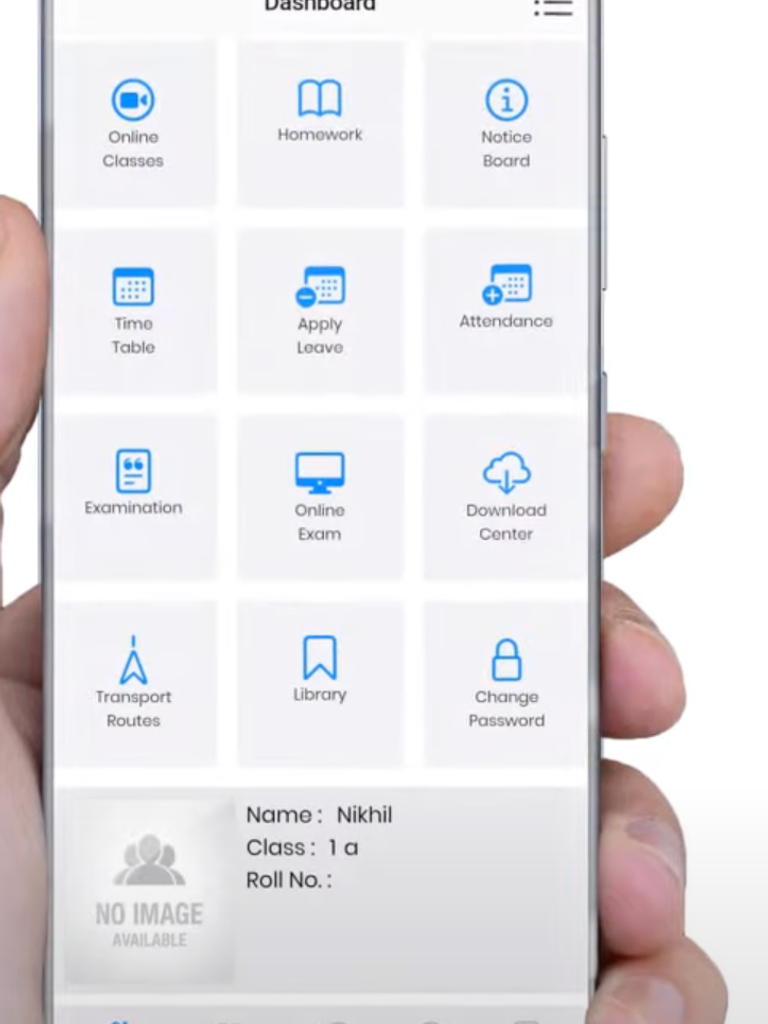 Dashboard
Online
Classes
Homework
Notice
Board
Time
Table
Apply
Leave
Attendance
Examination
Online
Exam
Download
Center
Transport
Routes
Library
Change
Password
Name : Nikhil
Class : 1 a
Roll No. :
NO IMAGE
AVAILABLE